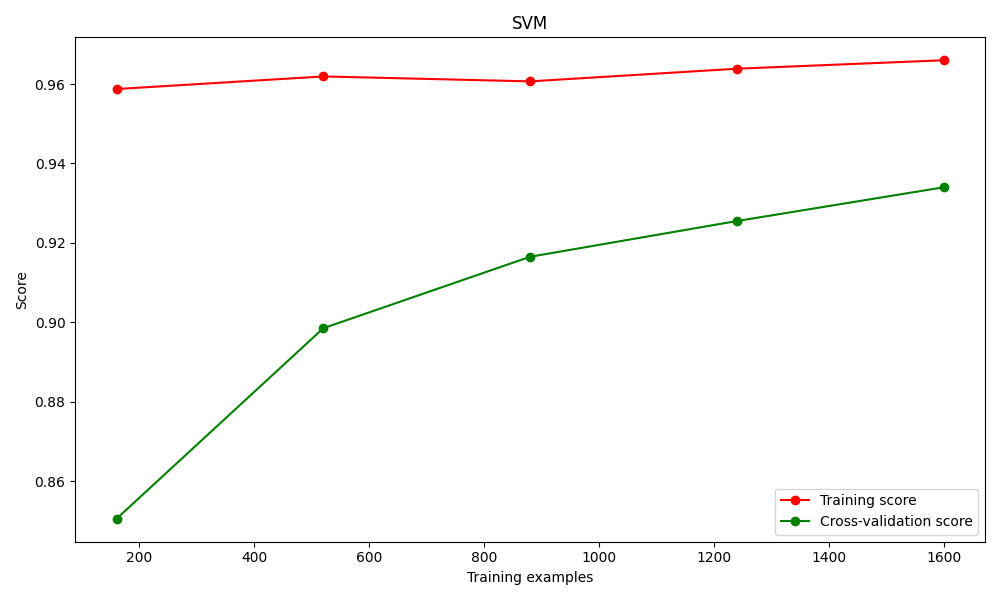 SVM
Score
0.96
0.94
0.92
0.90
0.88
0.86
Training score
Cross-validation score
200 400 600 800 1000 1200 1400 1600
Training examples